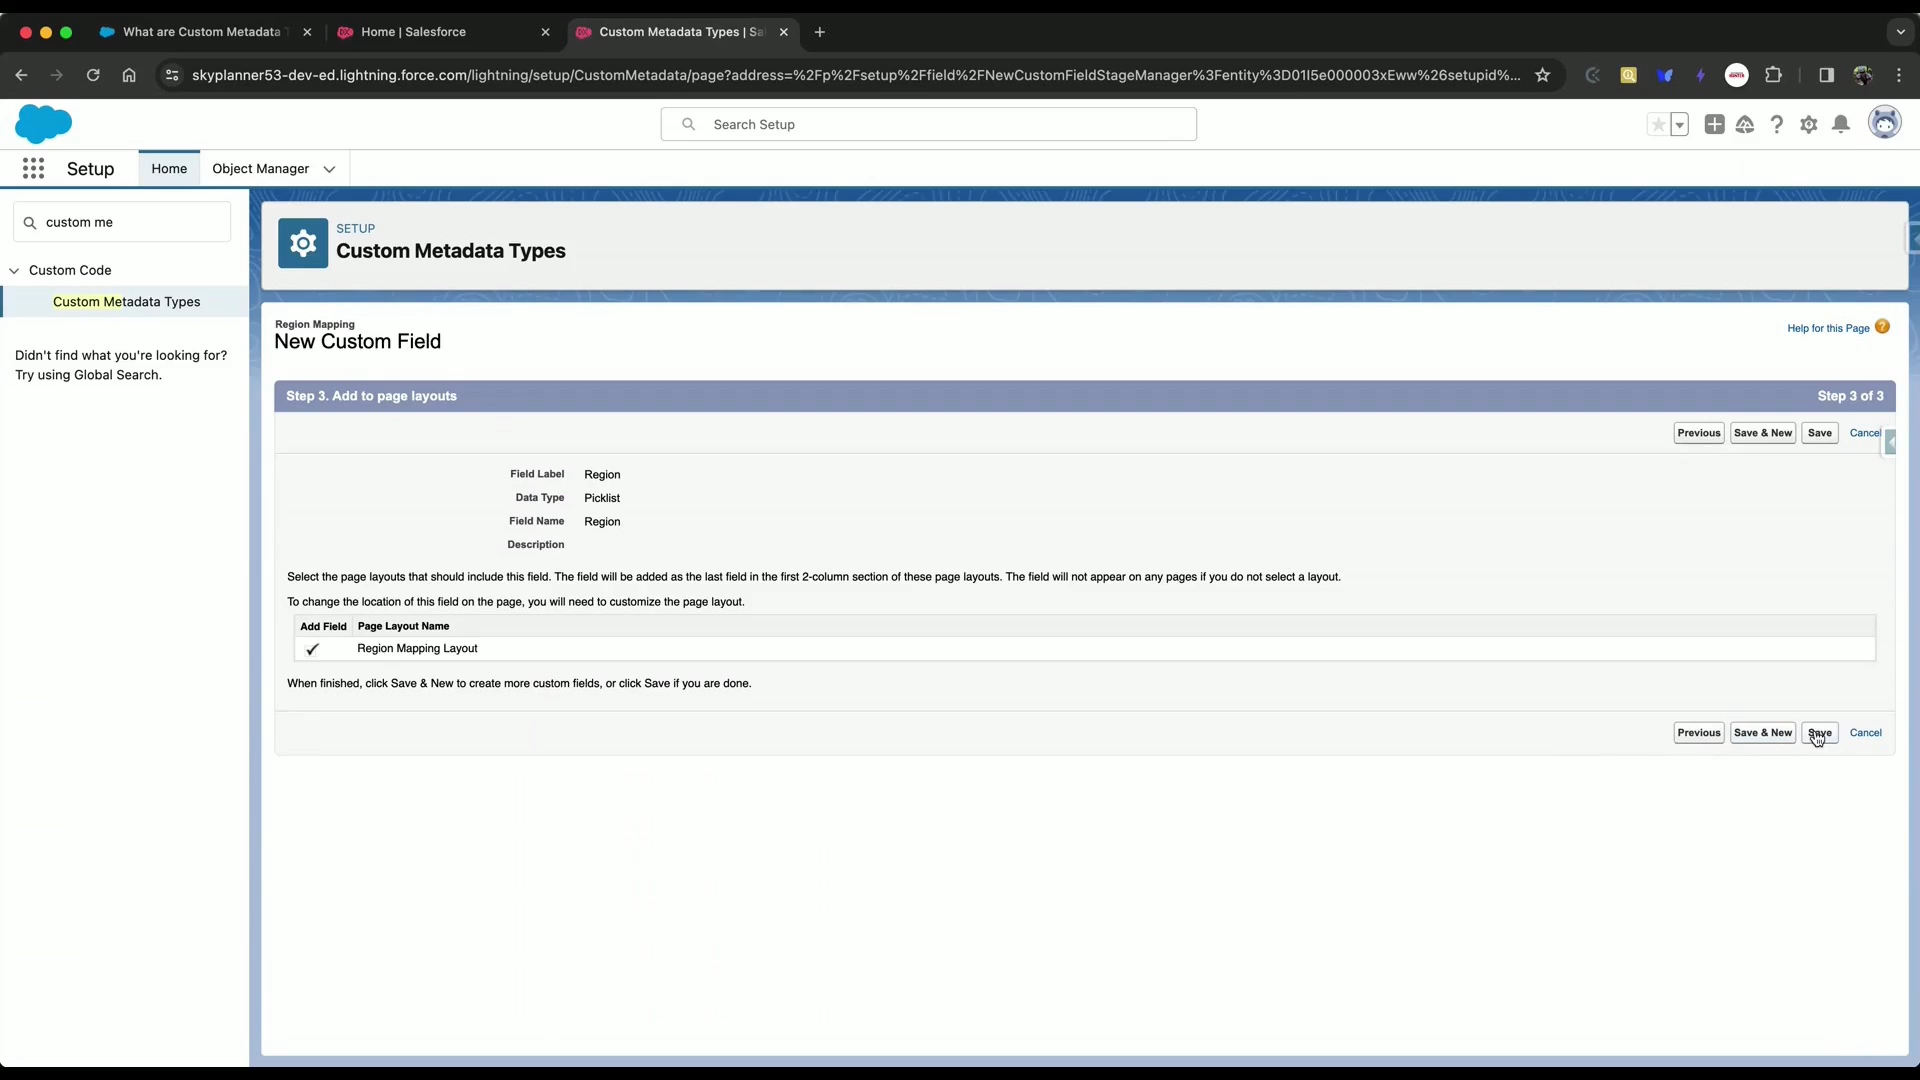 What are Custom Metadata T
Home | Salesforce
Custom Metadata Types | Sa
skyplanner53-dev-ed.lightning.force.com/lightning/setup/CustomMetadata/page?address=%2Fp%2Fsetup%2Ffield%2FNewCustomFieldStageManager%3Fentity%3D01I5e000003xEww%26setupid%...
Search Setup
Setup
Home
Object Manager
custom me
Custom Code
Custom Metadata Types
Didn't find what you're looking for?
Try using Global Search.
SETUP
Custom Metadata Types
Region Mapping
New Custom Field
Help for this Page
Step 3. Add to page layouts
Step 3 of 3
Previous Save & New Save Cancel
Field Label Region
Data Type Picklist
Field Name Region
Description
Select the page layouts that should include this field. The field will be added as the last field in the first 2-column section of these page layouts. The field will not appear on any pages if you do not select a layout.
To change the location of this field on the page, you will need to customize the page layout.
Add Field Page Layout Name
Region Mapping Layout
When finished, click Save & New to create more custom fields, or click Save if you are done.
Previous Save & New Save Cancel